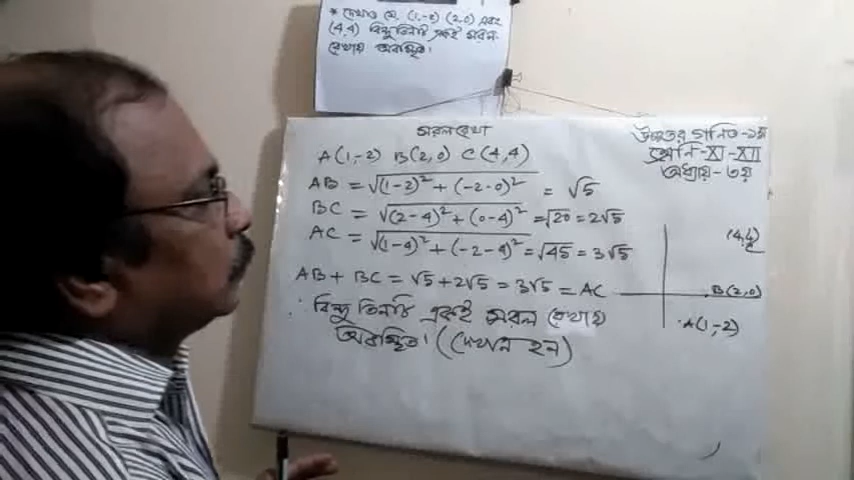 * দেখাও যে, (1,-2) (2,0) এবং
(4,4) বিন্দু তিনটি একই সরল-
রেখায় অবস্থিত।
সরলরেখা
A(1,-2) B(2,0) C(4,4)
AB = √(1-2)² + (-2-0)² = √5
BC = √(2-4)² + (0-4)² = √20 = 2√5
AC = √(1-4)² + (-2-4)² = √45 = 3√5
AB + BC = √5 + 2√5 = 3√5 = AC
∴ বিন্দু তিনটি একই সরল রেখায়
অবস্থিত। (দেখান হল)
উচ্চতর গণিত-১ম
শ্রেণি-XI-XII
অধ্যায়-৩য়
(4,4)
B(2,0)
A(1,-2)